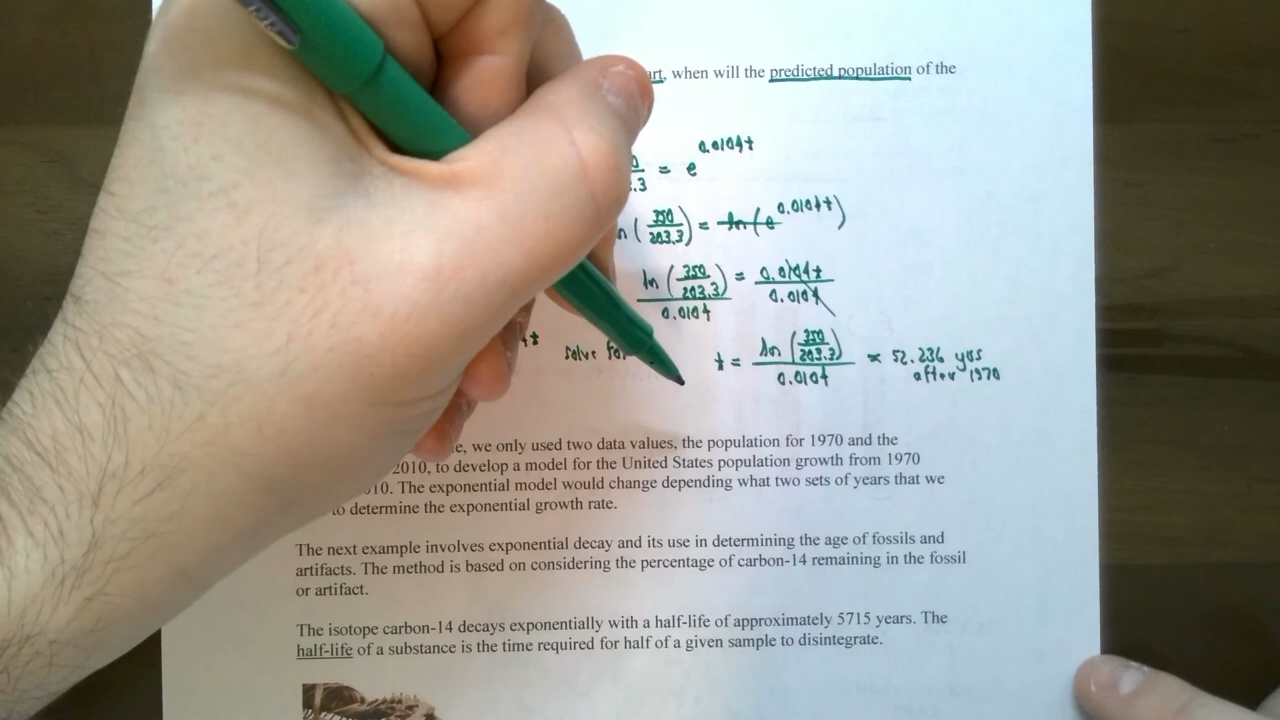 art, when will the predicted population of the
= e^{0.0104t}
.3
n(350/203.3) = ln(e^{0.0104t})
ln(350/203.3)/0.0104 = 0.0104t/0.0104
solve for
t = ln(350/203.3)/0.0104 ≈ 52.236 yrs
after 1970
e, we only used two data values, the population for 1970 and the
2010, to develop a model for the United States population growth from 1970
010. The exponential model would change depending what two sets of years that we
to determine the exponential growth rate.
The next example involves exponential decay and its use in determining the age of fossils and
artifacts. The method is based on considering the percentage of carbon-14 remaining in the fossil
or artifact.
The isotope carbon-14 decays exponentially with a half-life of approximately 5715 years. The
half-life of a substance is the time required for half of a given sample to disintegrate.